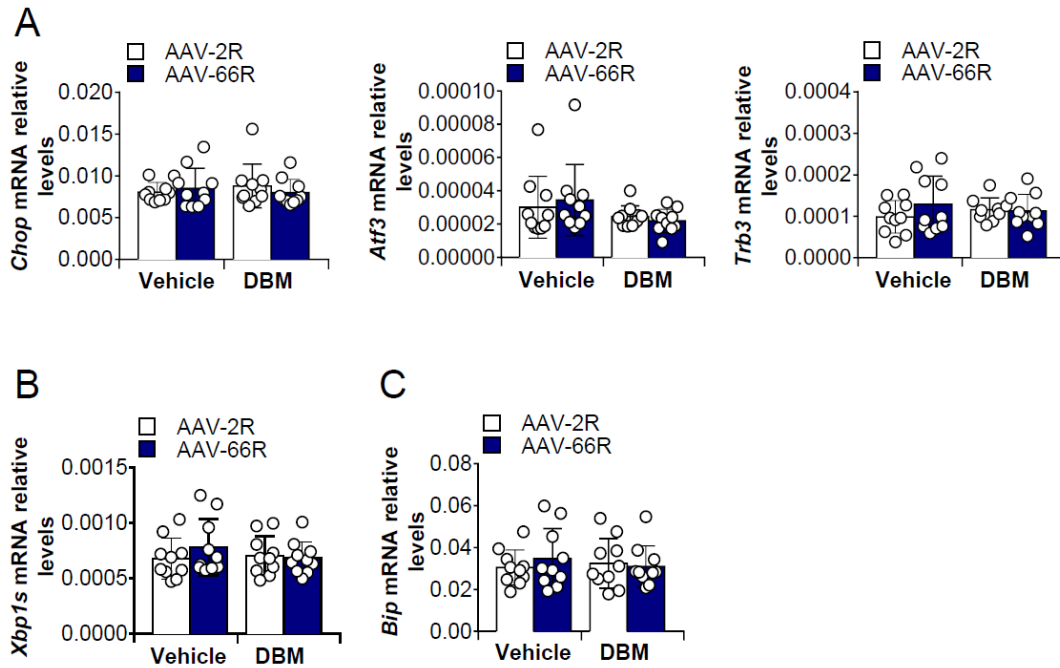 A
AAV-2R
AAV-66R
Chop mRNA relative
levels
0.020
0.015
0.010
0.005
0.000
Vehicle DBM
AAV-2R
AAV-66R
Atf3 mRNA relative
levels
0.00010
0.00008
0.00006
0.00004
0.00002
0.00000
Vehicle DBM
AAV-2R
AAV-66R
Trb3 mRNA relative
levels
0.0004
0.0003
0.0002
0.0001
0.0000
Vehicle DBM
B
AAV-2R
AAV-66R
Xbp1s mRNA relative
levels
0.0015
0.0010
0.0005
0.0000
Vehicle DBM
C
AAV-2R
AAV-66R
Bip mRNA relative
levels
0.08
0.06
0.04
0.02
0.00
Vehicle DBM